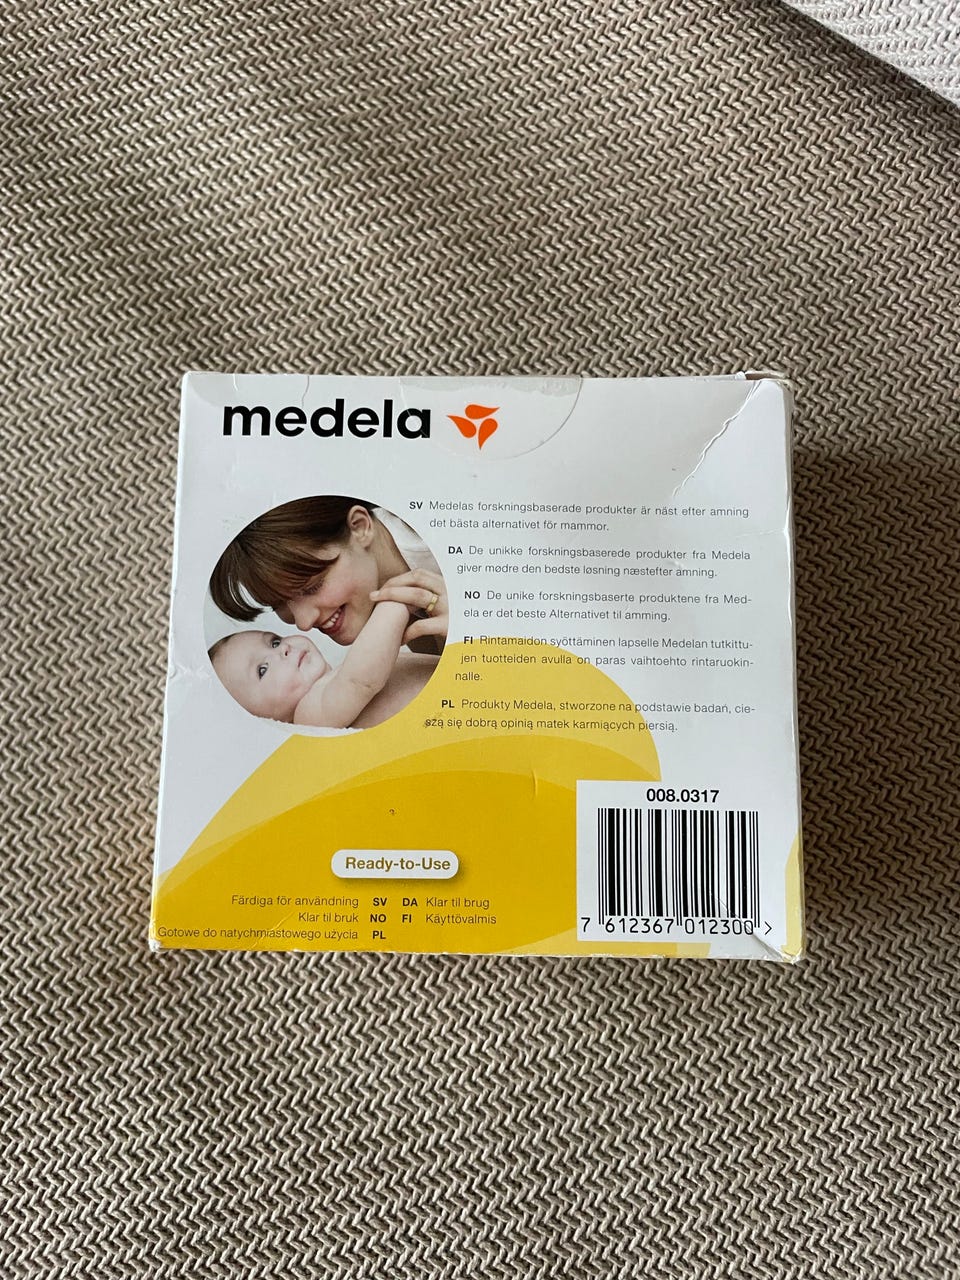 medela
SV Medelas forskningsbaserade produkter är näst efter amning
det bästa alternativet för mammor.
DA De unikke forskningsbaserede produkter fra Medela
giver mødre den bedste løsning næstefter amning.
NO De unike forskningsbaserte produktene fra Med-
ela er det beste Alternativet til amming.
FI Rintamaidon syöttäminen lapselle Medelan tutkittu-
jen tuotteiden avulla on paras vaihtoehto rintaruokin-
nalle.
PL Produkty Medela, stworzone na podstawie badań, cie-
szą się dobrą opinią matek karmiących piersią.
008.0317
7 612367 012300 >
Ready-to-Use
Färdiga för användning SV DA Klar til brug
Klar til bruk NO FI Käyttövalmis
Gotowe do natychmiastowego użycia PL